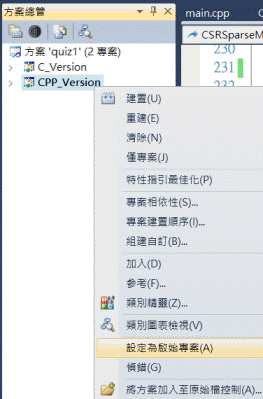 方案總管
main.cpp
CSRSparseM
230
231
232
方案 'quiz1' (2 專案)
C_Version
CPP_Version
建置(U)
重建(E)
清除(N)
僅專案(J)
特性指引最佳化(P)
專案相依性(S)...
專案建置順序(I)...
組建自訂(B)...
加入(D)
參考(F)...
類別精靈(Z)...
類別圖表檢視(V)
設定為啟始專案(A)
偵錯(G)
將方案加入至原始檔控制(A)...